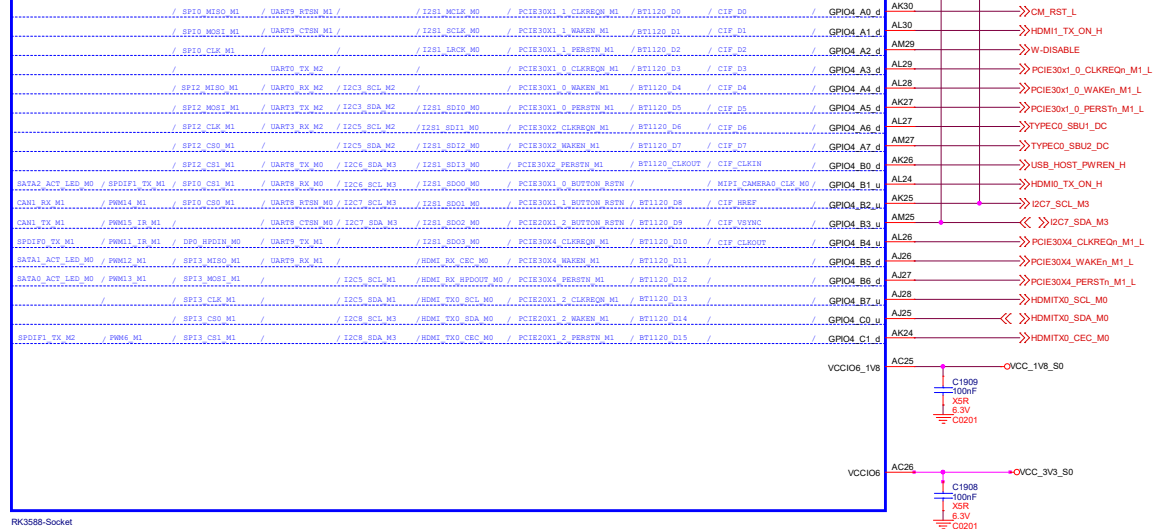 / SPI0_MISO_M1 / UART9_RTSN_M1 / / I2S1_MCLK_M0 / PCIE30X1_1_CLKREQN_M1 / BT1120_D0 / CIF_D0 / GPIO4_A0_d AK30 CM_RST_L
/ SPI0_MOSI_M1 / UART9_CTSN_M1 / / I2S1_SCLK_M0 / PCIE30X1_1_WAKEN_M1 / BT1120_D1 / CIF_D1 / GPIO4_A1_d AL30 HDMI1_TX_ON_H
/ SPI0_CLK_M1 / / / I2S1_LRCK_M0 / PCIE30X1_1_PERSTN_M1 / BT1120_D2 / CIF_D2 / GPIO4_A2_d AM29 W-DISABLE
/ UART0_TX_M2 / / PCIE30X1_0_CLKREQN_M1 / BT1120_D3 / CIF_D3 / GPIO4_A3_d AL29 PCIE30x1_0_CLKREQn_M1_L
/ SPI2_MISO_M1 / UART0_RX_M2 / I2C3_SCL_M2 / / PCIE30X1_0_WAKEN_M1 / BT1120_D4 / CIF_D4 / GPIO4_A4_d AL28 PCIE30x1_0_WAKEn_M1_L
/ SPI2_MOSI_M1 / UART3_TX_M2 / I2C3_SDA_M2 / I2S1_SDI0_M0 / PCIE30X1_0_PERSTN_M1 / BT1120_D5 / CIF_D5 / GPIO4_A5_d AK27 PCIE30x1_0_PERSTn_M1_L
/ SPI2_CLK_M1 / UART3_RX_M2 / I2C5_SCL_M2 / I2S1_SDI1_M0 / PCIE30X2_CLKREQN_M1 / BT1120_D6 / CIF_D6 / GPIO4_A6_d AL27 TYPEC0_SBU1_DC
/ SPI2_CS0_M1 / / I2C5_SDA_M2 / I2S1_SDI2_M0 / PCIE30X2_WAKEN_M1 / BT1120_D7 / CIF_D7 / GPIO4_A7_d AM27 TYPEC0_SBU2_DC
/ SPI2_CS1_M1 / UART8_TX_M0 / I2C6_SDA_M3 / I2S1_SDI3_M0 / PCIE30X2_PERSTN_M1 / BT1120_CLKOUT / CIF_CLKIN / GPIO4_B0_d AK26 USB_HOST_PWREN_H
SATA2_ACT_LED_M0 / SPDIF1_TX_M1 / SPI0_CS1_M1 / UART8_RX_M0 / I2C6_SCL_M3 / I2S1_SDO0_M0 / PCIE30X1_0_BUTTON_RSTN / / MIPI_CAMERA0_CLK_M0 / GPIO4_B1_u AL24 HDMI0_TX_ON_H
CAN1_RX_M1 / PWM14_M1 / SPI0_CS0_M1 / UART8_RTSN_M0 / I2C7_SCL_M3 / I2S1_SDO1_M0 / PCIE30X1_1_BUTTON_RSTN / BT1120_D8 / CIF_HREF / GPIO4_B2_u AK25 I2C7_SCL_M3
CAN1_TX_M1 / PWM15_IR_M1 / / UART8_CTSN_M0 / I2C7_SDA_M3 / I2S1_SDO2_M0 / PCIE20X1_2_BUTTON_RSTN / BT1120_D9 / CIF_VSYNC / GPIO4_B3_u AM25 I2C7_SDA_M3
SPDIF0_TX_M1 / PWM11_IR_M1 / DP0_HPDIN_M0 / UART9_TX_M1 / / I2S1_SDO3_M0 / PCIE30X4_CLKREQN_M1 / BT1120_D10 / CIF_CLKOUT / GPIO4_B4_u AL26 PCIE30X4_CLKREQn_M1_L
SATA1_ACT_LED_M0 / PWM12_M1 / SPI3_MISO_M1 / UART9_RX_M1 / / HDMI_RX_CEC_M0 / PCIE30X4_WAKEN_M1 / BT1120_D11 / / GPIO4_B5_d AJ26 PCIE30X4_WAKEn_M1_L
SATA0_ACT_LED_M0 / PWM13_M1 / SPI3_MOSI_M1 / / I2C5_SCL_M1 / HDMI_RX_HPDOUT_M0 / PCIE30X4_PERSTN_M1 / BT1120_D12 / / GPIO4_B6_d AJ27 PCIE30X4_PERSTn_M1_L
/ / SPI3_CLK_M1 / / I2C5_SDA_M1 / HDMI_TX0_SCL_M0 / PCIE20X1_2_CLKREQN_M1 / BT1120_D13 / / GPIO4_B7_u AJ28 HDMITX0_SCL_M0
/ SPI3_CS0_M1 / / I2C8_SCL_M3 / HDMI_TX0_SDA_M0 / PCIE20X1_2_WAKEN_M1 / BT1120_D14 / / GPIO4_C0_u AJ25 HDMITX0_SDA_M0
SPDIF1_TX_M2 / PWM6_M1 / SPI3_CS1_M1 / / I2C8_SDA_M3 / HDMI_TX0_CEC_M0 / PCIE20X1_2_PERSTN_M1 / BT1120_D15 / / GPIO4_C1_d AK24 HDMITX0_CEC_M0
VCCIO6_1V8 AC25 VCC_1V8_S0
C1909
100nF
X5R
6.3V
C0201
VCCIO6 AC26 VCC_3V3_S0
C1908
100nF
X5R
6.3V
C0201
RK3588-Socket